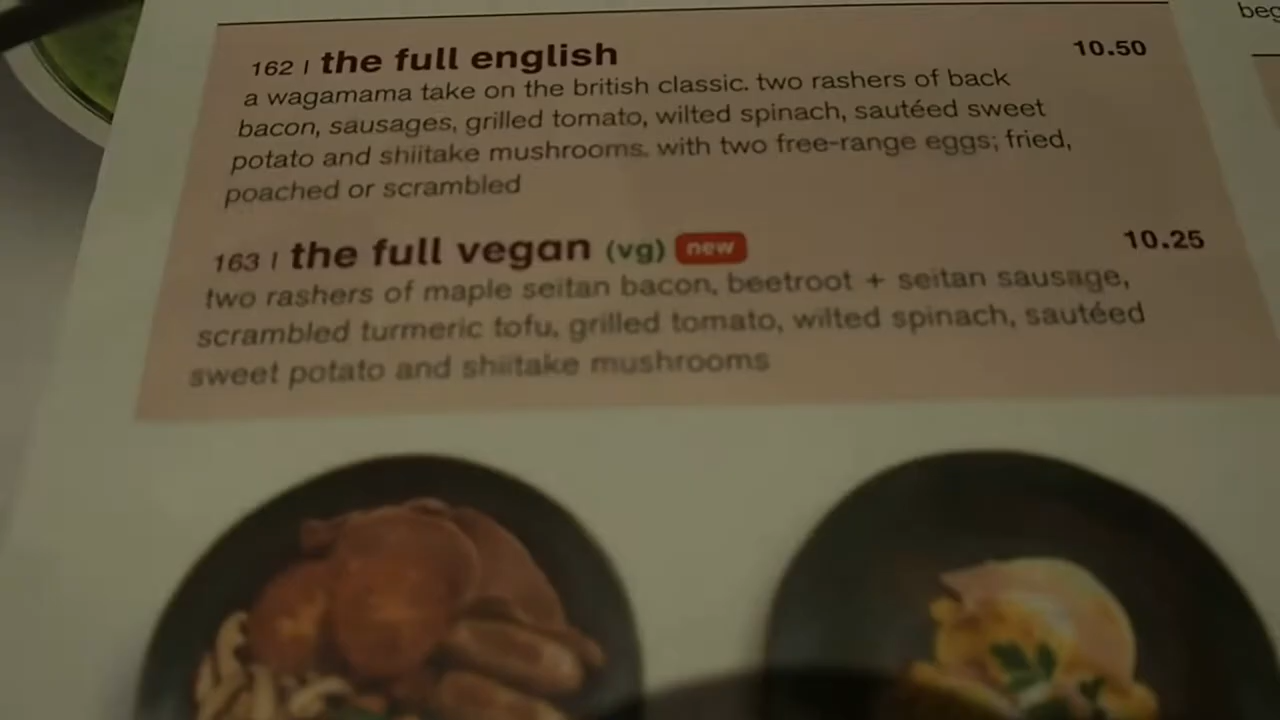 beg
162 | the full english 10.50
a wagamama take on the british classic. two rashers of back
bacon, sausages, grilled tomato, wilted spinach, sautéed sweet
potato and shiitake mushrooms. with two free-range eggs; fried,
poached or scrambled
163 | the full vegan (vg) new 10.25
two rashers of maple seitan bacon, beetroot + seitan sausage,
scrambled turmeric tofu, grilled tomato, wilted spinach, sautéed
sweet potato and shiitake mushrooms